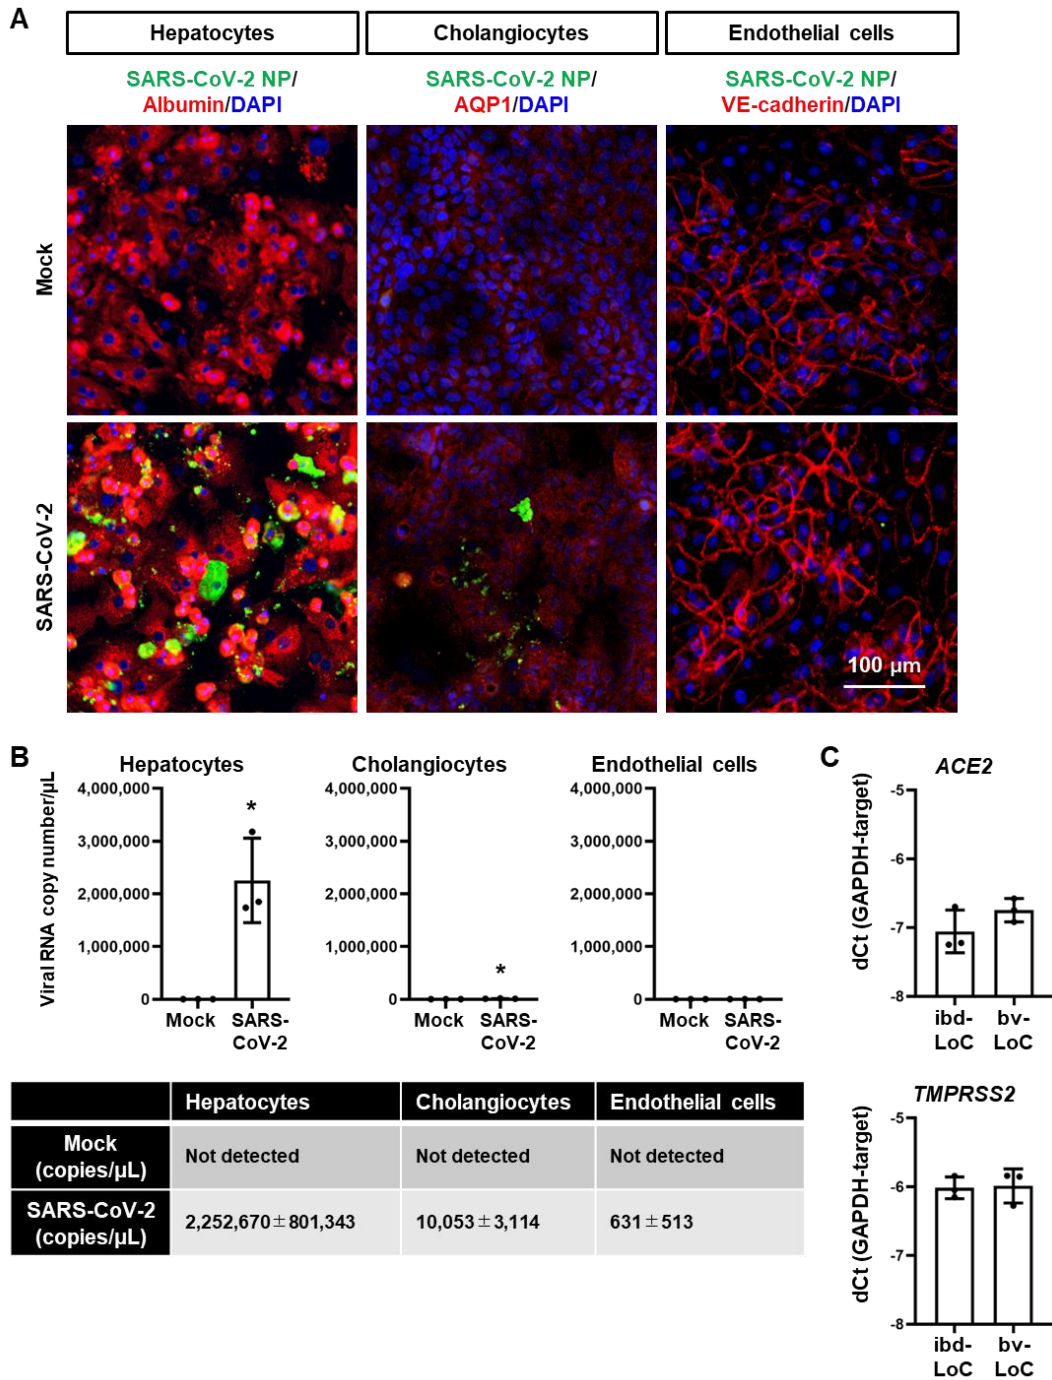 A
Hepatocytes
Cholangiocytes
Endothelial cells
SARS-CoV-2 NP/
Albumin/DAPI
SARS-CoV-2 NP/
AQP1/DAPI
SARS-CoV-2 NP/
VE-cadherin/DAPI
Mock
SARS-CoV-2
100 µm
B
Hepatocytes
Viral RNA copy number/µL
4,000,000
3,000,000
2,000,000
1,000,000
0
*
Mock
SARS-
CoV-2
Cholangiocytes
4,000,000
3,000,000
2,000,000
1,000,000
0
*
Mock
SARS-
CoV-2
Endothelial cells
4,000,000
3,000,000
2,000,000
1,000,000
0
Mock
SARS-
CoV-2
Hepatocytes Cholangiocytes Endothelial cells
Mock
(copies/µL)
Not detected Not detected Not detected
SARS-CoV-2
(copies/µL)
2,252,670±801,343 10,053±3,114 631±513
C
ACE2
dCt (GAPDH-target)
-5
-6
-7
-8
ibd-
LoC
bv-
LoC
TMPRSS2
dCt (GAPDH-target)
-5
-6
-7
-8
ibd-
LoC
bv-
LoC